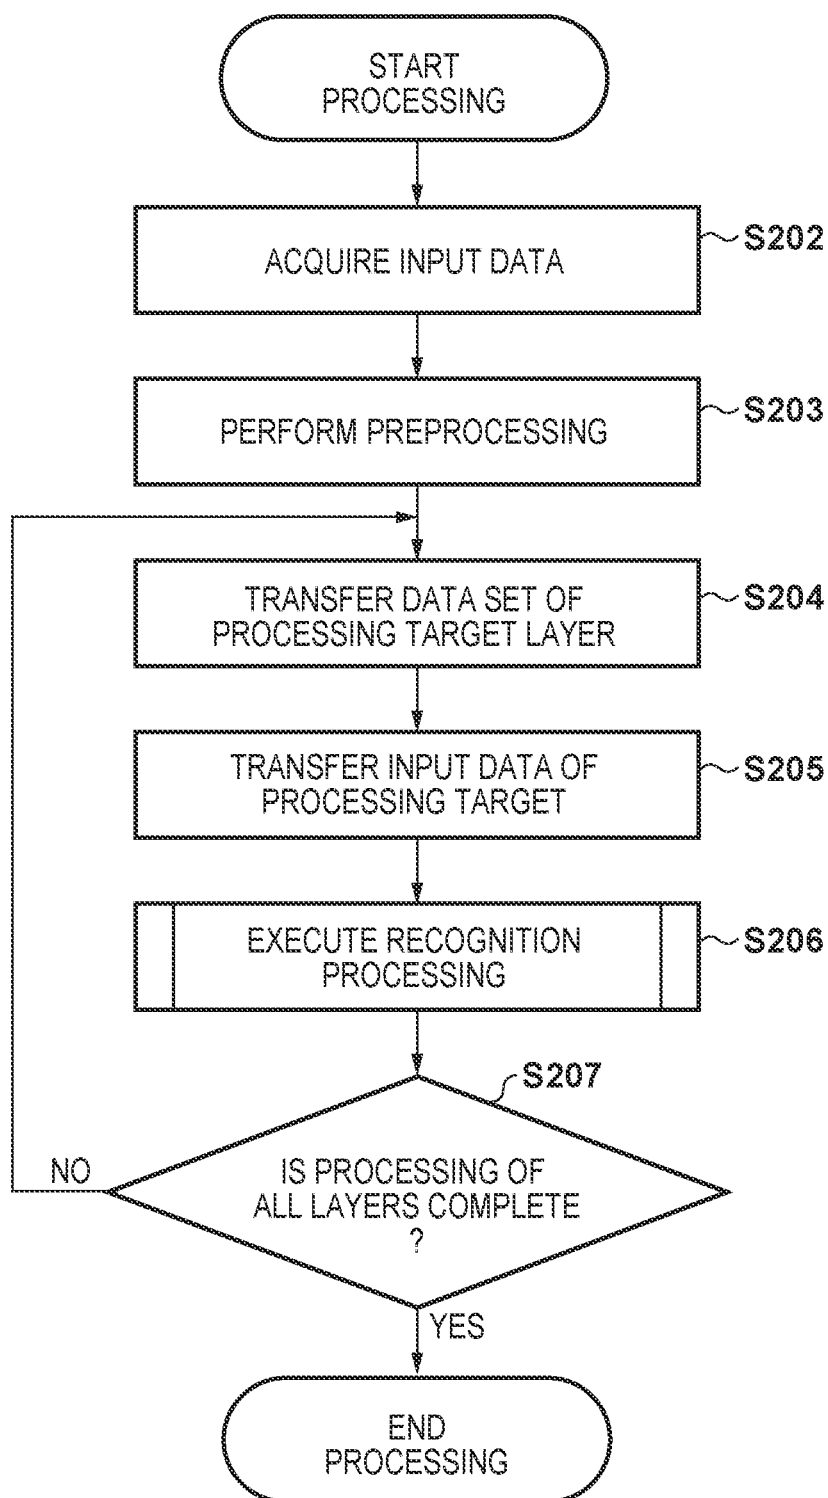 START
PROCESSING
ACQUIRE INPUT DATA
S202
PERFORM PREPROCESSING
S203
TRANSFER DATA SET OF
PROCESSING TARGET LAYER
S204
TRANSFER INPUT DATA OF
PROCESSING TARGET
S205
EXECUTE RECOGNITION
PROCESSING
S206
S207
IS PROCESSING OF
ALL LAYERS COMPLETE
?
NO
YES
END
PROCESSING